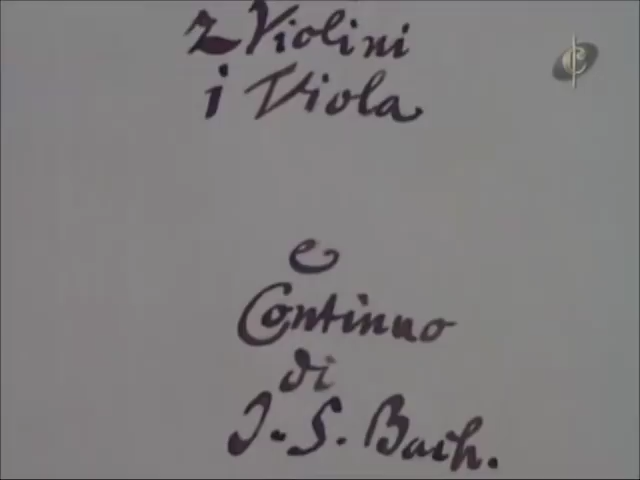 2 Violini
i Viola
e
Continuo
di
J. S. Bach.